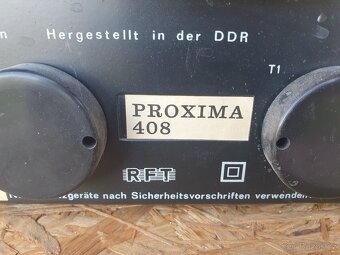 n Hergestellt in der DDR
T1
PROXIMA
408
RFT
geräte nach Sicherheitsvorschriften verwenden